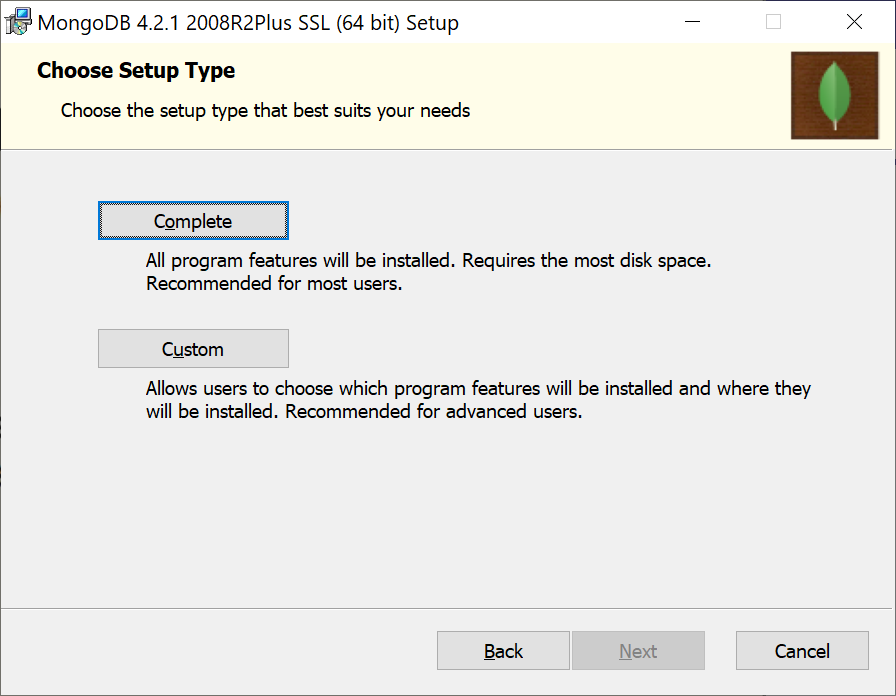 MongoDB 4.2.1 2008R2Plus SSL (64 bit) Setup
Choose Setup Type
Choose the setup type that best suits your needs
Complete
All program features will be installed. Requires the most disk space.
Recommended for most users.
Custom
Allows users to choose which program features will be installed and where they
will be installed. Recommended for advanced users.
Back
Next
Cancel